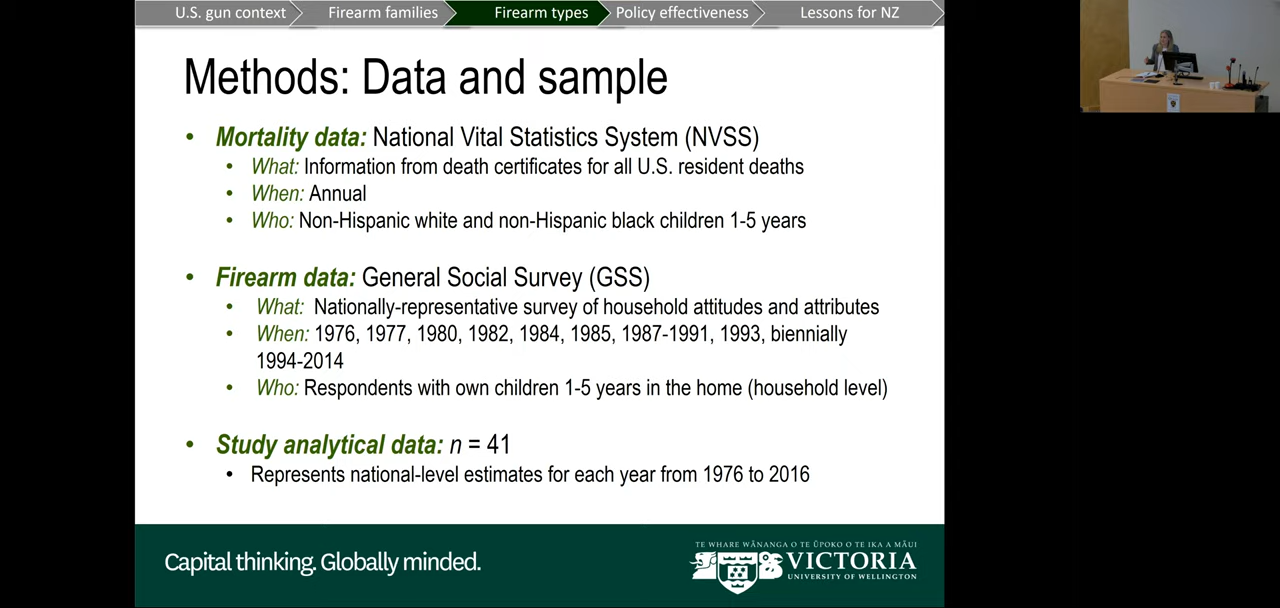 U.S. gun context
Firearm families
Firearm types
Policy effectiveness
Lessons for NZ
Methods: Data and sample
• Mortality data: National Vital Statistics System (NVSS)
• What: Information from death certificates for all U.S. resident deaths
• When: Annual
• Who: Non-Hispanic white and non-Hispanic black children 1-5 years
• Firearm data: General Social Survey (GSS)
• What: Nationally-representative survey of household attitudes and attributes
• When: 1976, 1977, 1980, 1982, 1984, 1985, 1987-1991, 1993, biennially
1994-2014
• Who: Respondents with own children 1-5 years in the home (household level)
• Study analytical data: n = 41
• Represents national-level estimates for each year from 1976 to 2016
Capital thinking. Globally minded.
TE WHARE WĀNANGA O TE ŪPOKO O TE IKA A MĀUI
VICTORIA
UNIVERSITY OF WELLINGTON